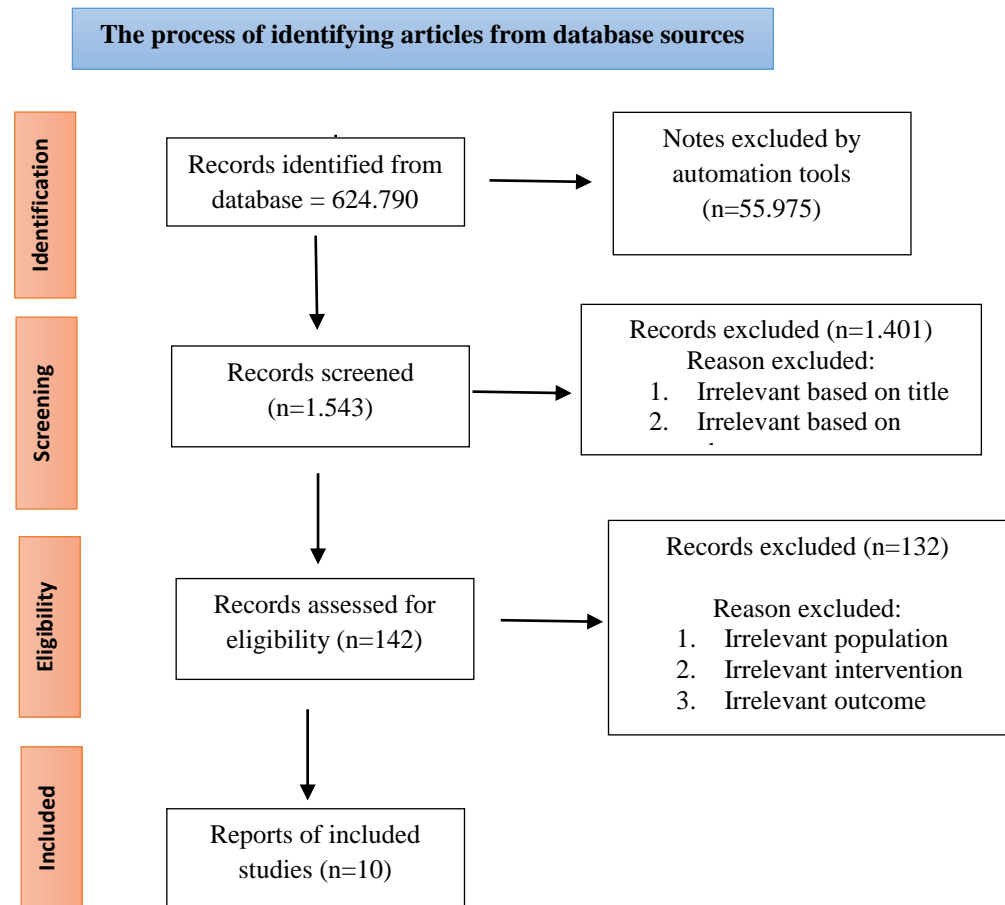 The process of identifying articles from database sources
Identification
Records identified from
database = 624.790
Notes excluded by
automation tools
(n=55.975)
Screening
Records screened
(n=1.543)
Records excluded (n=1.401)
Reason excluded:
1. Irrelevant based on title
2. Irrelevant based on
Eligibility
Records assessed for
eligibility (n=142)
Records excluded (n=132)
Reason excluded:
1. Irrelevant population
2. Irrelevant intervention
3. Irrelevant outcome
Included
Reports of included
studies (n=10)